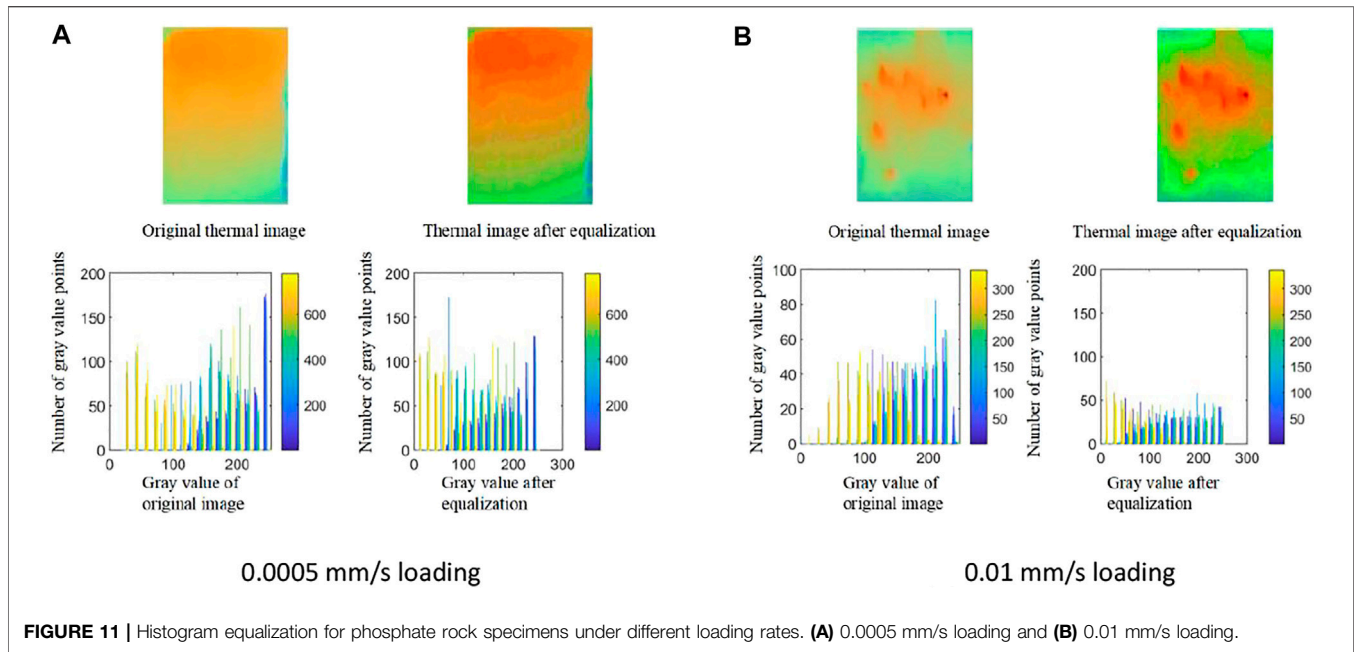 A
B
Original thermal image
Thermal image after equalization
Original thermal image
Thermal image after equalization
Number of gray value points
200
150
100
50
0
0
100
200
Gray value of
original image
600
400
200
Number of gray value points
200
150
100
50
0
0
100
200
300
Gray value after
equalization
600
400
200
Number of gray value points
100
80
60
40
20
0
0
100
200
Gray value of
original image
300
250
200
150
100
50
Number of gray value points
200
150
100
50
0
0
100
200
300
Gray value after
equalization
300
250
200
150
100
50
0.0005 mm/s loading
0.01 mm/s loading
FIGURE 11 | Histogram equalization for phosphate rock specimens under different loading rates. (A) 0.0005 mm/s loading and (B) 0.01 mm/s loading.